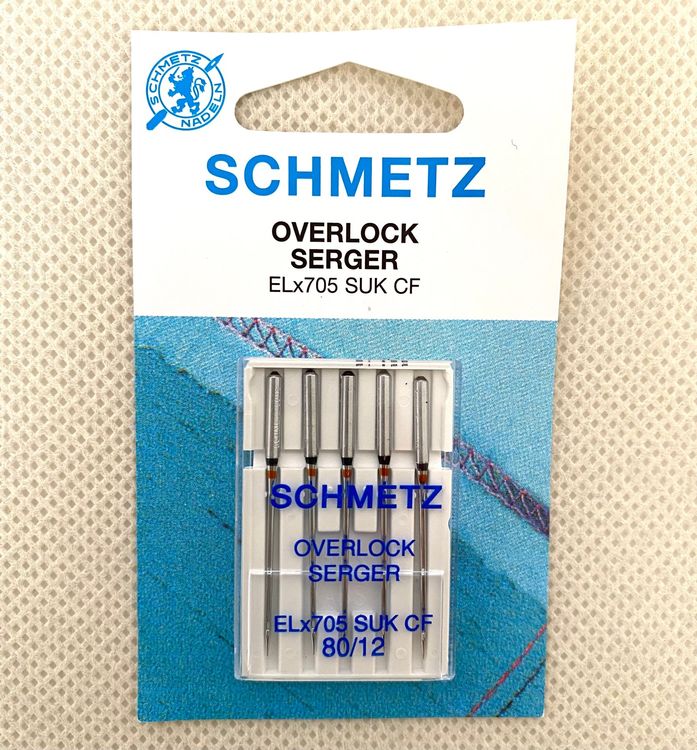 SCHMETZ
NADELN
SCHMETZ
OVERLOCK
SERGER
ELx705 SUK CF
SCHMETZ
OVERLOCK
SERGER
ELx705 SUK CF
80/12